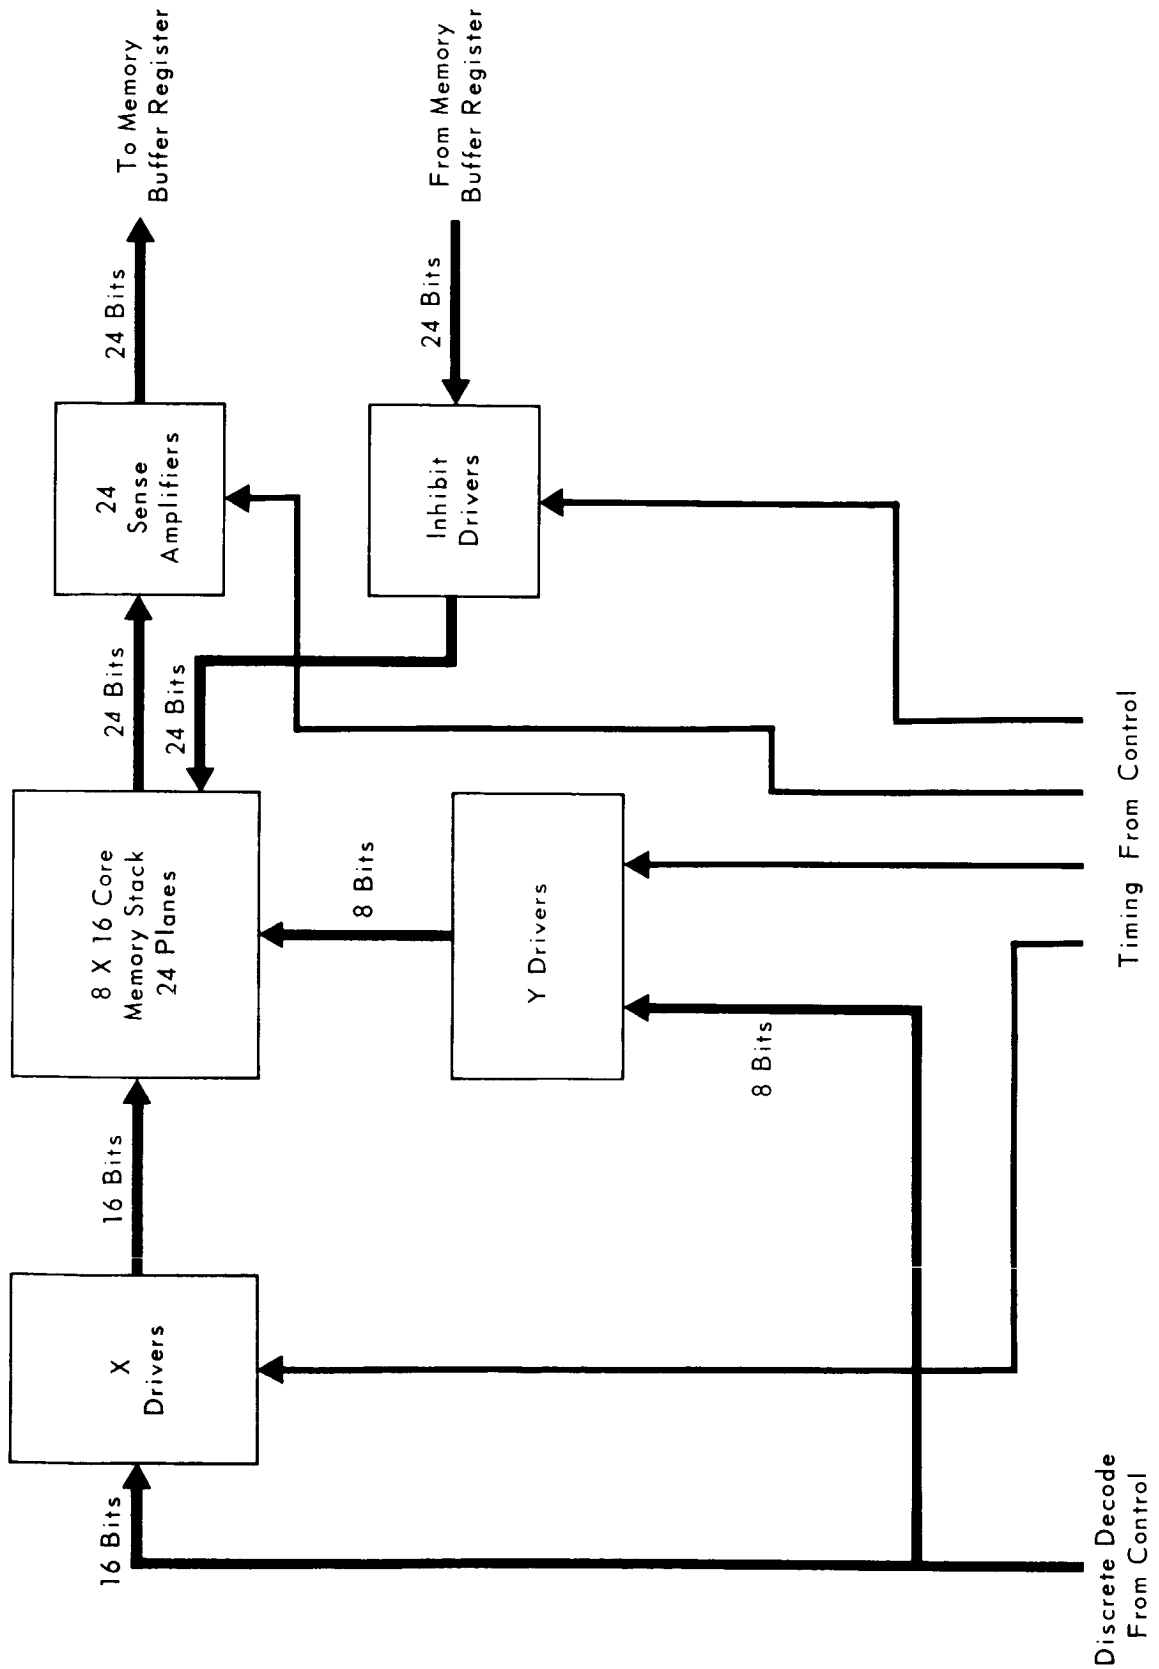 16 Bits
X
Drivers
16 Bits
8 X 16 Core
Memory Stack
24 Planes
24 Bits
24 Bits
24
Sense
Amplifiers
24 Bits
To Memory
Buffer Register
8 Bits
Y Drivers
8 Bits
Inhibit
Drivers
24 Bits
From Memory
Buffer Register
Discrete Decode
From Control
Timing From Control